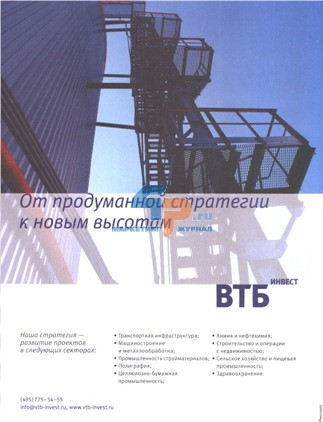 От продуманной стратегии
к новым высотам
.RU
МАРКЕТИНГ ЖУРНАЛ
ВТБ ИНВЕСТ
Наша стратегия —
развитие проектов
в следующих секторах:
• Транспортная инфраструктура;
• Машиностроение
и металлообработка;
• Промышленность стройматериалов;
• Полиграфия;
• Целлюлозно-бумажная
промышленность;
• Химия и нефтехимия;
• Строительство и операции
с недвижимостью;
• Сельское хозяйство и пищевая
промышленность;
• Здравоохранение.
(495) 775-54-55
info@vtb-invest.ru, www.vtb-invest.ru
Реклама